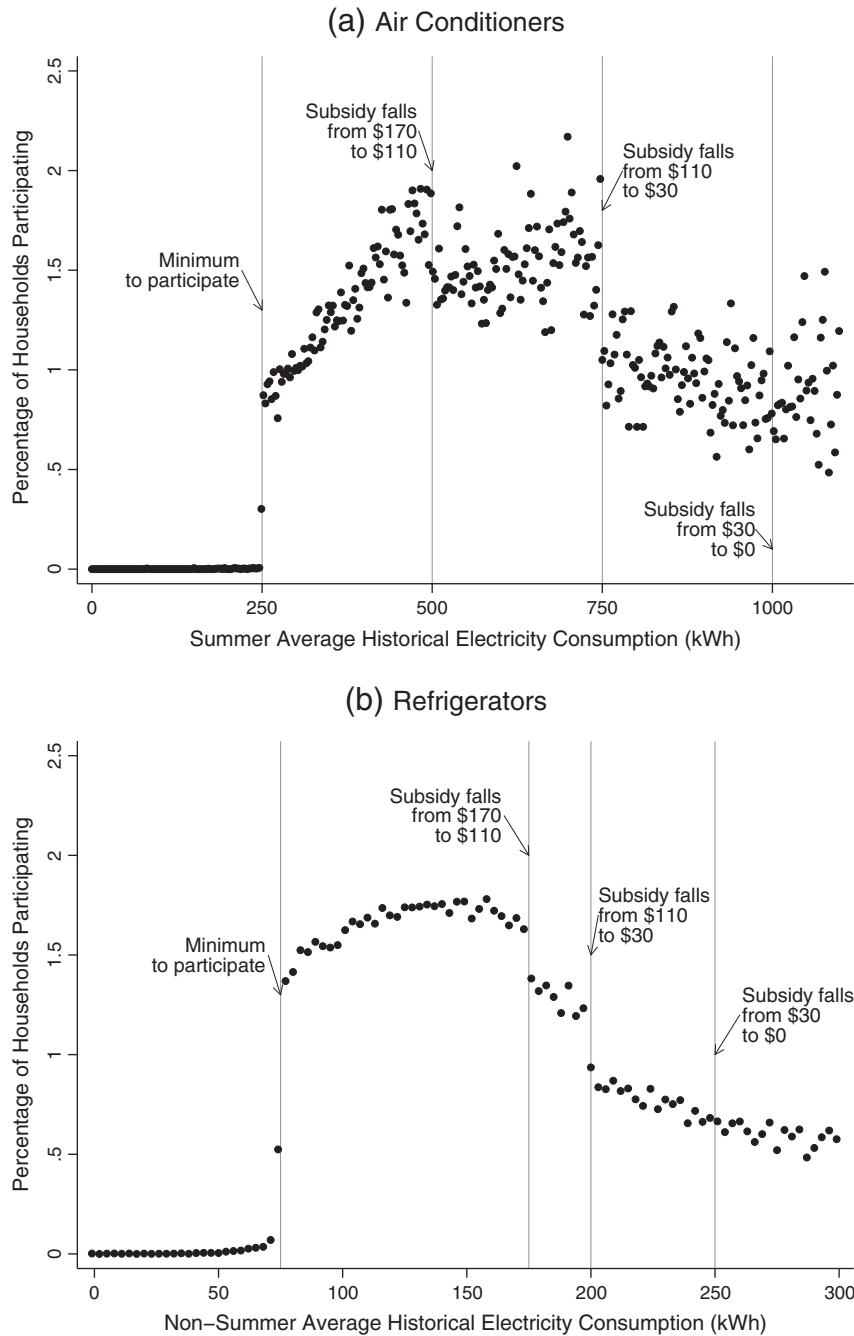 (a) Air Conditioners
Percentage of Households Participating
2.5
2
1.5
1
.5
0
Subsidy falls
from $170
to $110
Subsidy falls
from $110
to $30
Minimum
to participate
Subsidy falls
from $30
to $0
0 250 500 750 1000
Summer Average Historical Electricity Consumption (kWh)
(b) Refrigerators
Percentage of Households Participating
2.5
2
1.5
1
.5
0
Subsidy falls
from $170
to $110
Subsidy falls
from $110
to $30
Minimum
to participate
Subsidy falls
from $30
to $0
0 50 100 150 200 250 300
Non−Summer Average Historical Electricity Consumption (kWh)